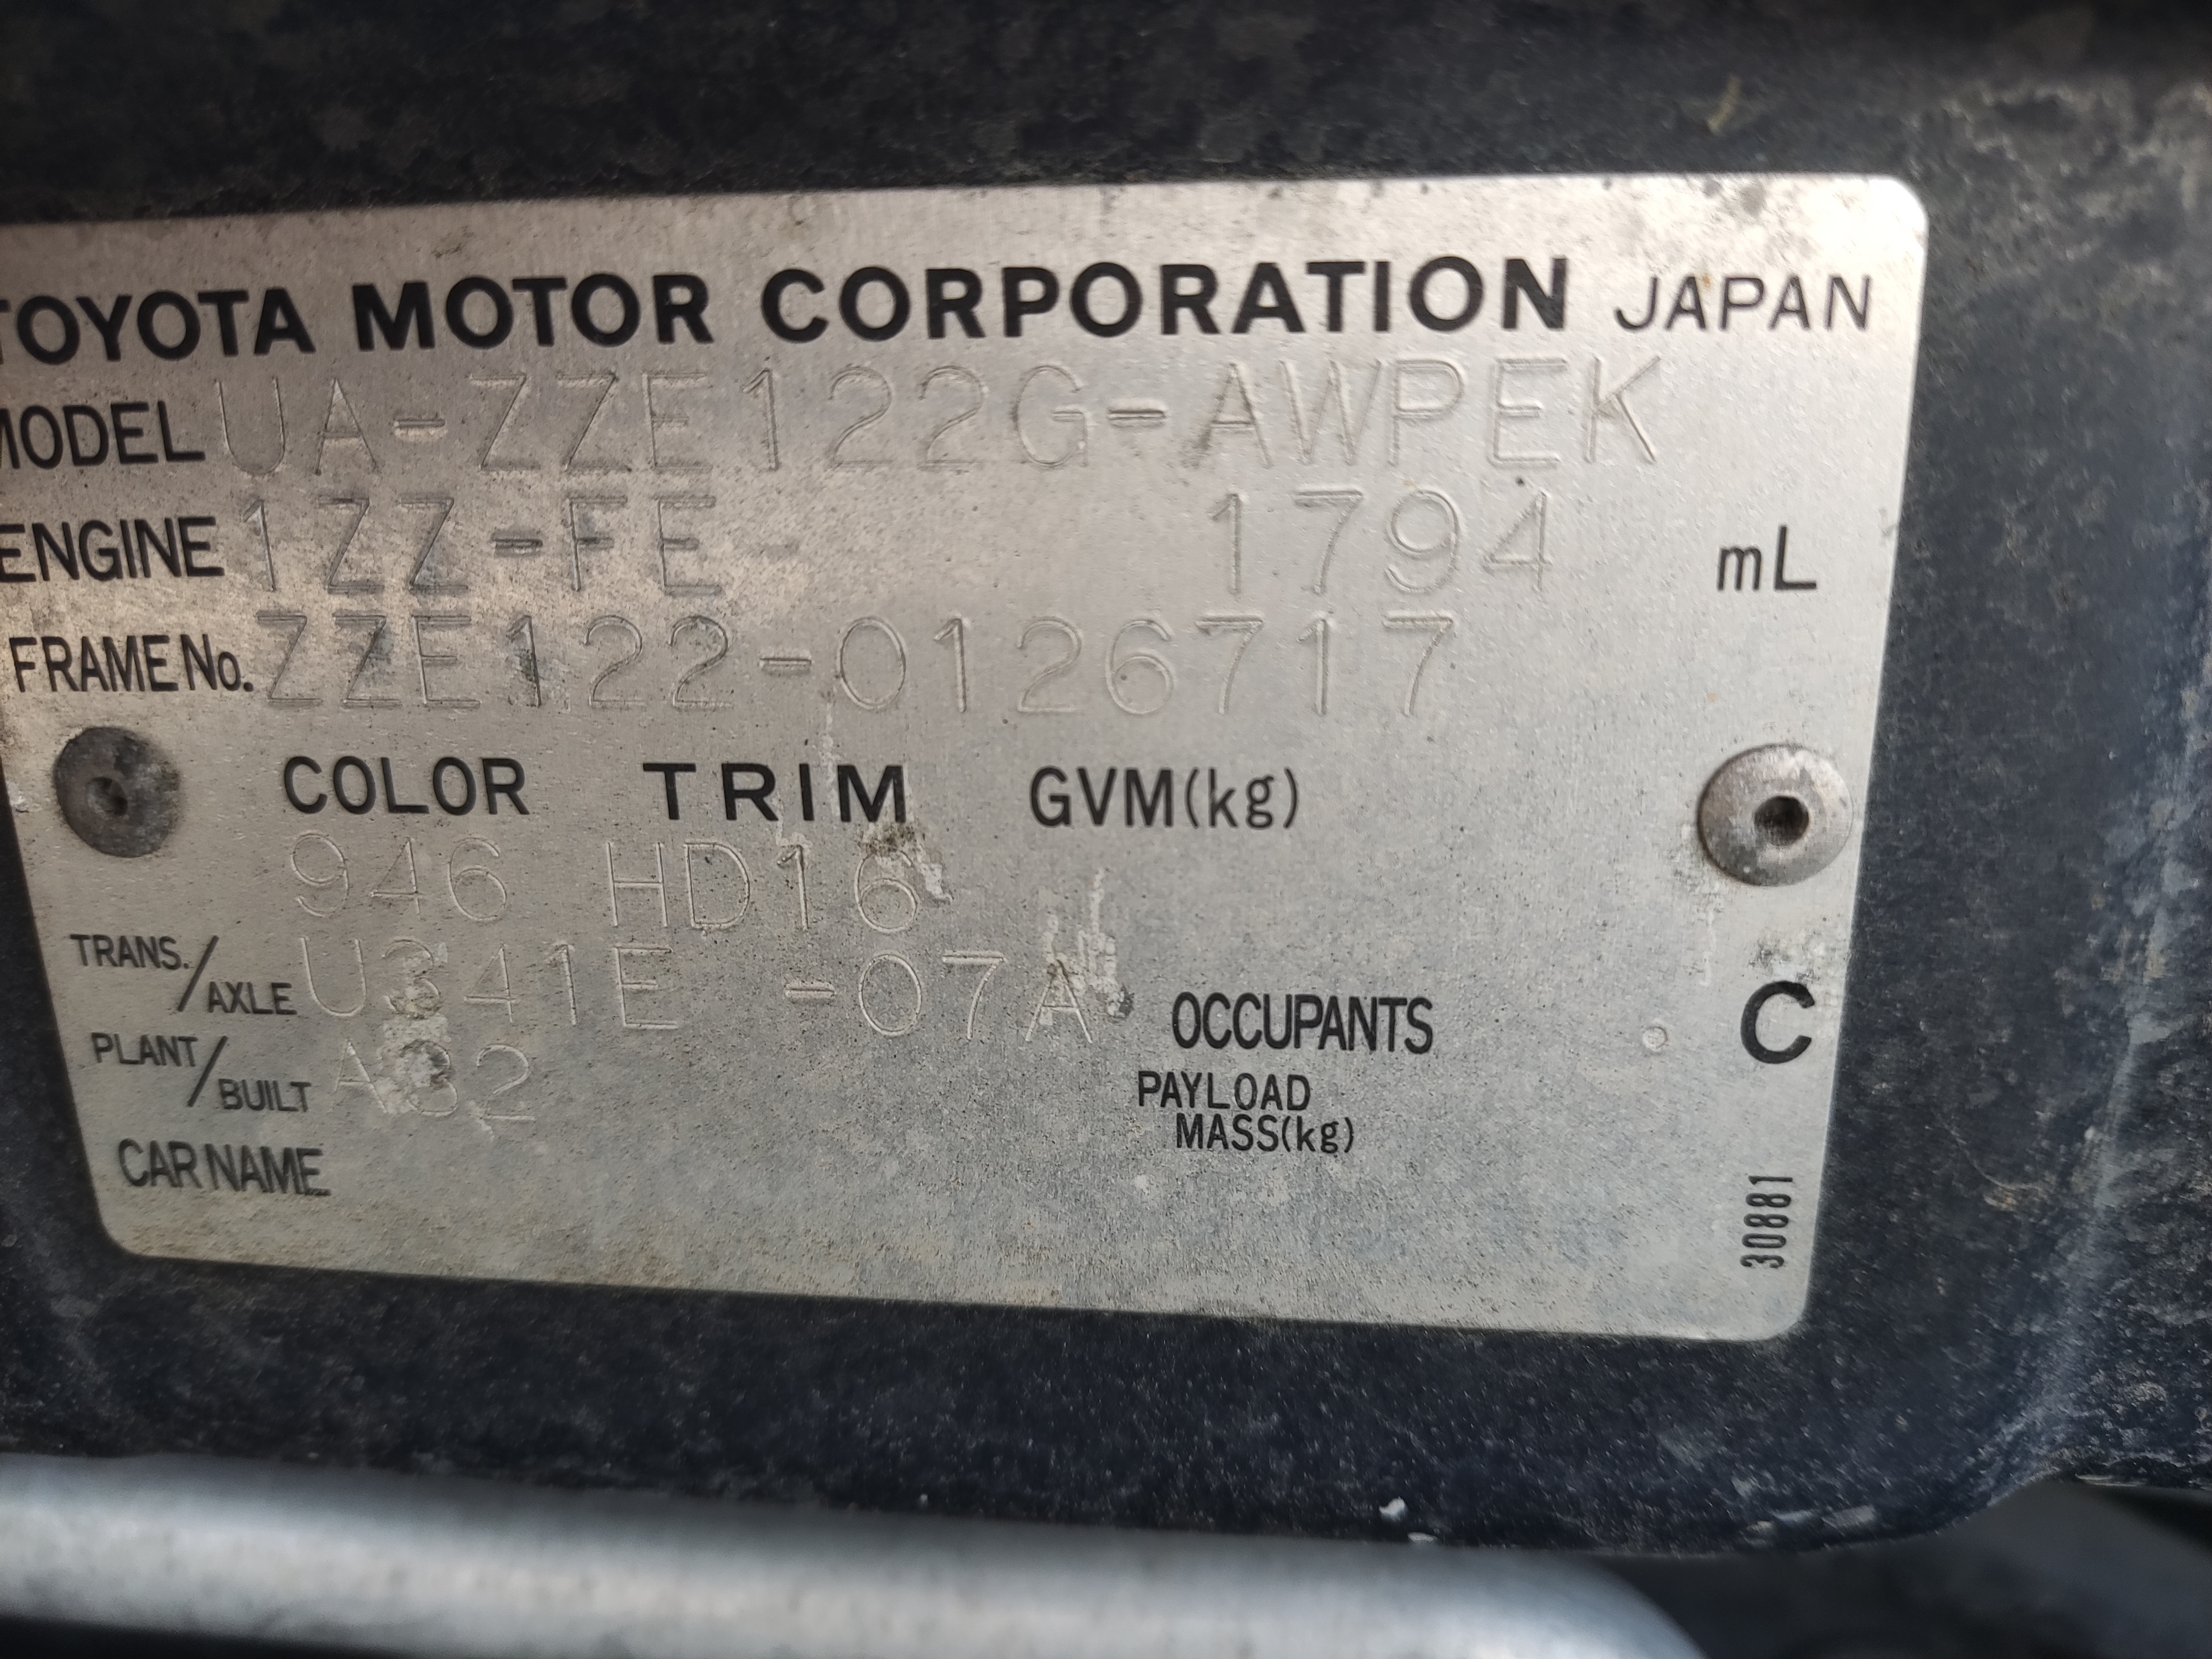 TOYOTA MOTOR CORPORATION JAPAN
MODEL UA-ZZE122G-AWPEK
ENGINE 1ZZ-FE 1794 mL
FRAME No. ZZE122-0126717
COLOR TRIM GVM(kg)
946 HD16
TRANS./AXLE U341E -07A
OCCUPANTS C
PLANT/BUILT
PAYLOAD
MASS(kg)
CAR NAME
30881